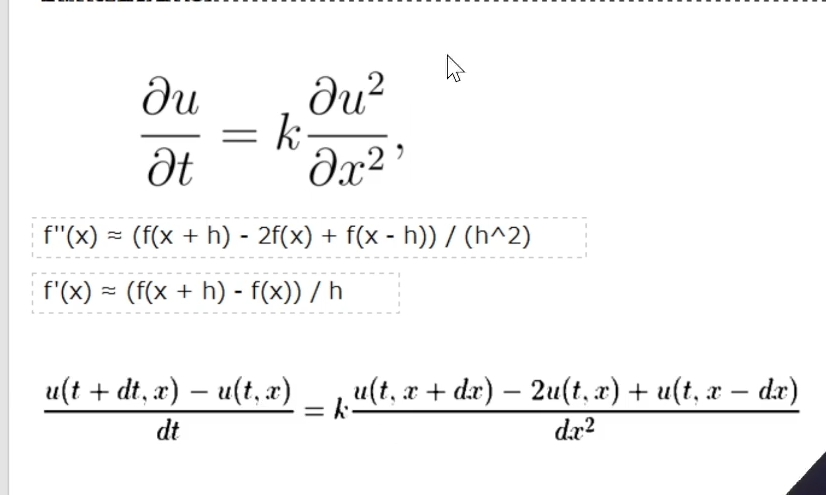 ∂u/∂t = k ∂u²/∂x²,
f''(x) ≈ (f(x + h) - 2f(x) + f(x - h)) / (h^2)
f'(x) ≈ (f(x + h) - f(x)) / h
u(t + dt, x) − u(t, x)/dt = k u(t, x + dx) − 2u(t, x) + u(t, x − dx)/dx²